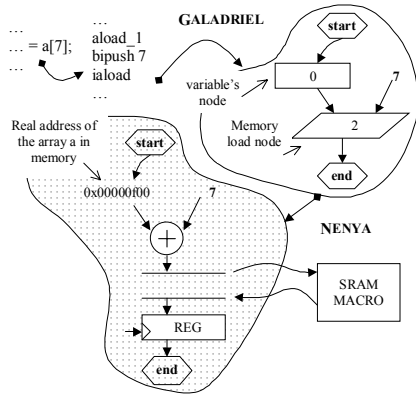 GALADRIEL
...
... = a[7];
...
...
aload_1
bipush 7
iaload
...
start
0
7
variable's
node
2
Memory
load node
end
Real address of
the array a in
memory
start
0x00000f00
7
+
NENYA
SRAM
MACRO
REG
end